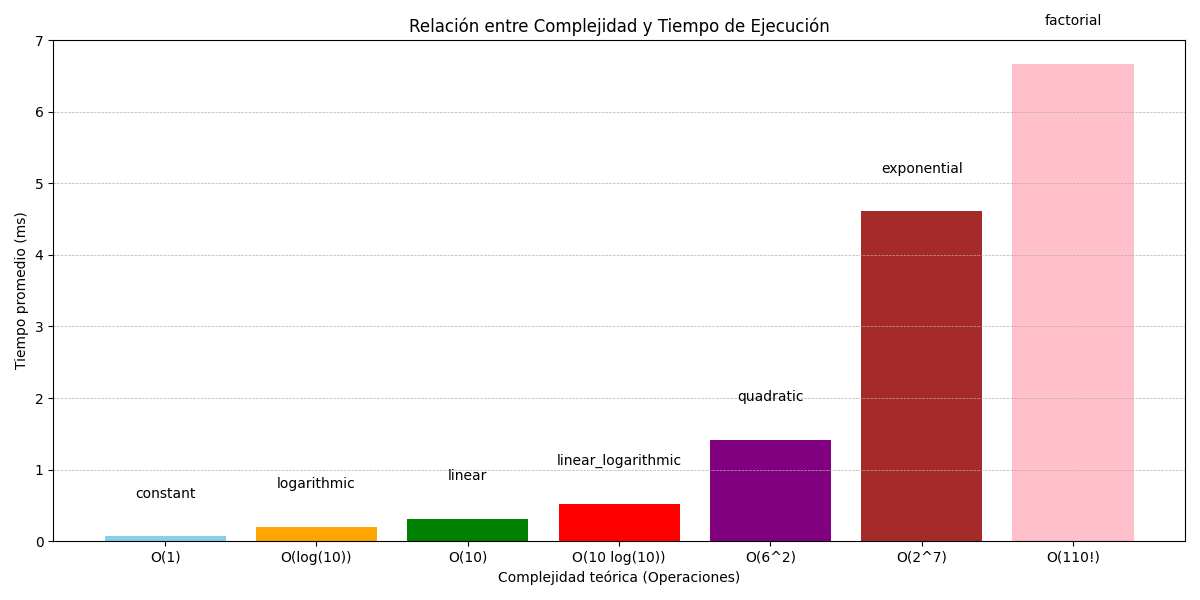 factorial
Relación entre Complejidad y Tiempo de Ejecución
7
6
5
4
3
2
1
0
Tiempo promedio (ms)
exponential
quadratic
linear_logarithmic
linear
logarithmic
constant
O(1)
O(log(10))
O(10)
O(10 log(10))
O(6^2)
O(2^7)
O(110!)
Complejidad teórica (Operaciones)